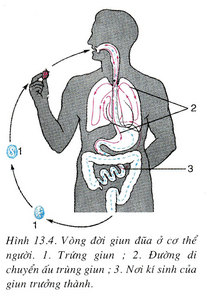 1
2
3
1
Hình 13.4. Vòng đời giun đũa ở cơ thể
người. 1. Trứng giun ; 2. Đường di
chuyển ấu trùng giun ; 3. Nơi kí sinh của
giun trưởng thành.